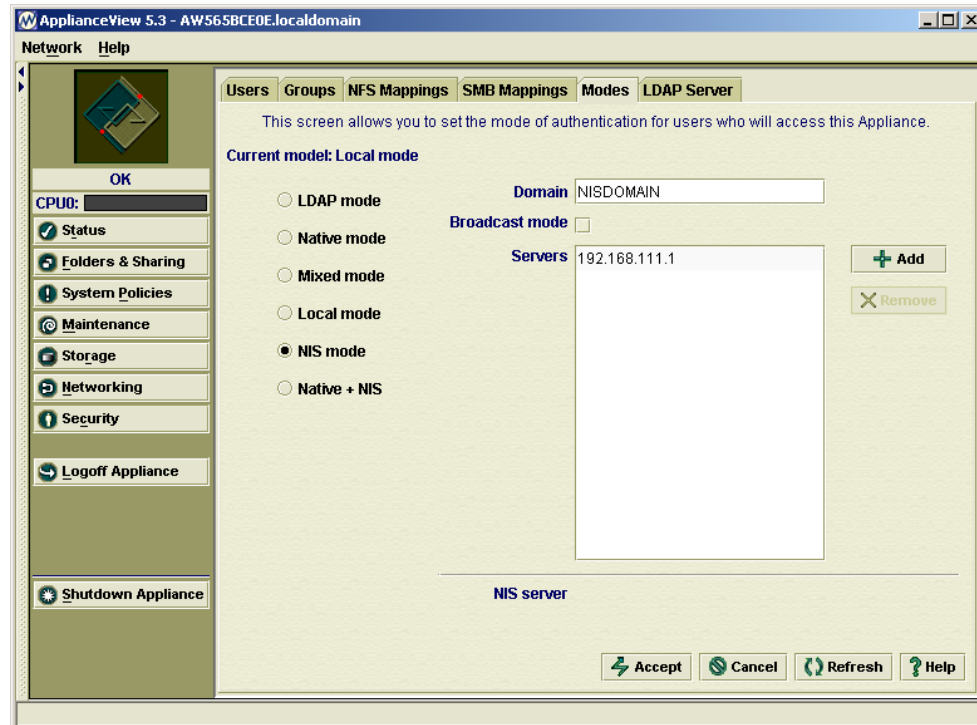 ApplianceView 5.3 - AW565BCE0E.localdomain
Network Help
Users Groups NFS Mappings SMB Mappings Modes LDAP Server
This screen allows you to set the mode of authentication for users who will access this Appliance.
Current model: Local mode
OK
CPU0:
Status
Folders & Sharing
System Policies
Maintenance
Storage
Networking
Security
Logoff Appliance
Shutdown Appliance
LDAP mode
Native mode
Mixed mode
Local mode
NIS mode
Native + NIS
Domain NISDOMAIN
Broadcast mode
Servers 192.168.111.1
Add
Remove
NIS server
Accept Cancel Refresh Help